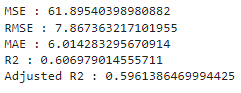 MSE : 61.89540398980882
RMSE : 7.867363217101955
MAE : 6.014283295670914
R2 : 0.606979014555711
Adjusted R2 : 0.5961386469994425